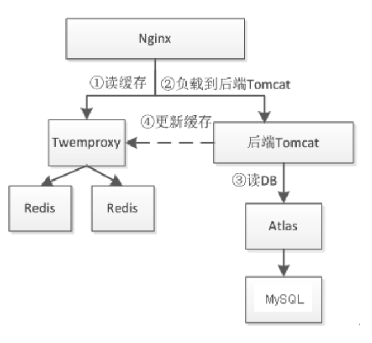 Nginx
①读缓存 ②负载到后端Tomcat
Twemproxy
④更新缓存
后端Tomcat
Redis
Redis
③读DB
Atlas
MySQL